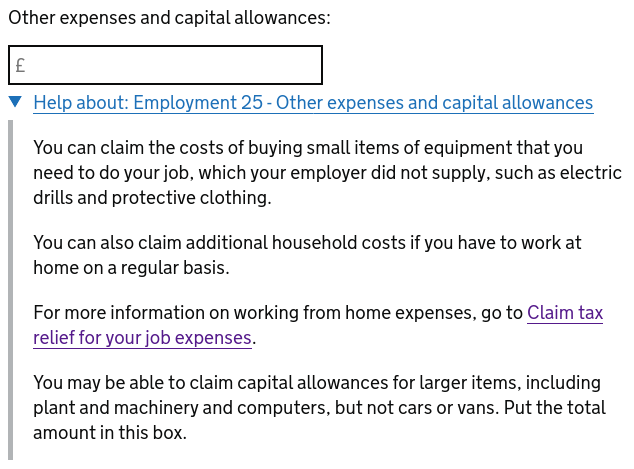 Other expenses and capital allowances:
£
Help about: Employment 25 - Other expenses and capital allowances
You can claim the costs of buying small items of equipment that you
need to do your job, which your employer did not supply, such as electric
drills and protective clothing.
You can also claim additional household costs if you have to work at
home on a regular basis.
For more information on working from home expenses, go to Claim tax
relief for your job expenses.
You may be able to claim capital allowances for larger items, including
plant and machinery and computers, but not cars or vans. Put the total
amount in this box.